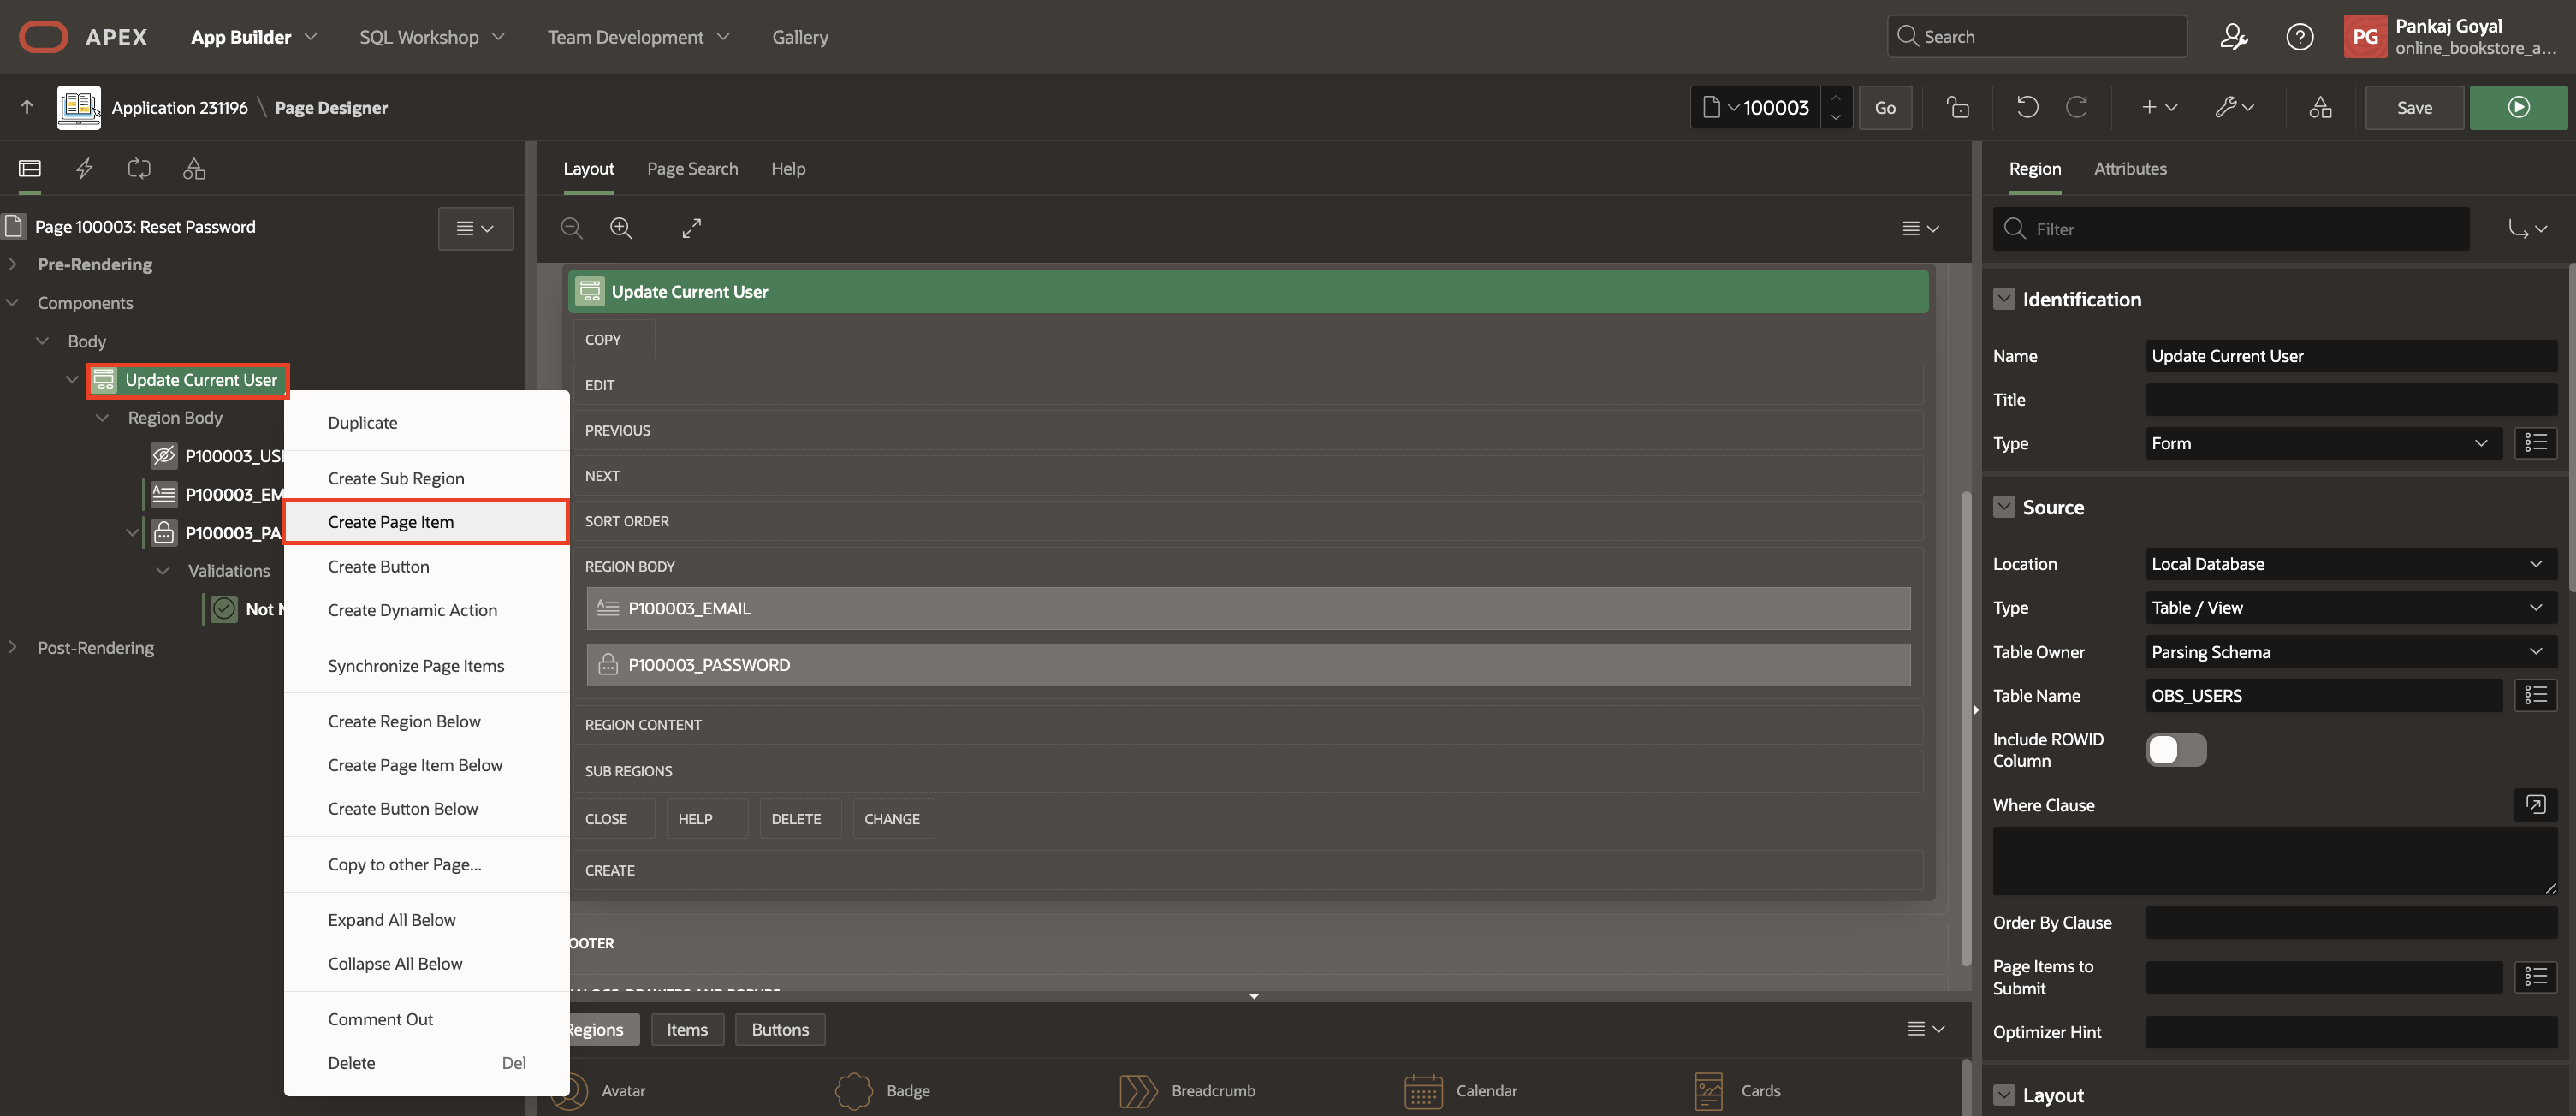 APEX App Builder SQL Workshop Team Development Gallery Search PG Pankaj Goyal
online_bookstore_a...
Application 231196 \ Page Designer 100003 Go Save
Page 100003: Reset Password
Pre-Rendering
Components
Body
Update Current User
Region Body
P100003_US
P100003_EM
P100003_PA
Validations
Not
Post-Rendering
Duplicate
Create Sub Region
Create Page Item
Create Button
Create Dynamic Action
Synchronize Page Items
Create Region Below
Create Page Item Below
Create Button Below
Copy to other Page...
Expand All Below
Collapse All Below
Comment Out
Delete Del
Layout Page Search Help
Update Current User
COPY
EDIT
PREVIOUS
NEXT
SORT ORDER
REGION BODY
P100003_EMAIL
P100003_PASSWORD
REGION CONTENT
SUB REGIONS
CLOSE HELP DELETE CHANGE
CREATE
OOTER
Regions Items Buttons
Avatar Badge Breadcrumb Calendar Cards
Region Attributes
Filter
Identification
Name Update Current User
Title
Type Form
Source
Location Local Database
Type Table / View
Table Owner Parsing Schema
Table Name OBS_USERS
Include ROWID
Column
Where Clause
Order By Clause
Page Items to
Submit
Optimizer Hint
Layout